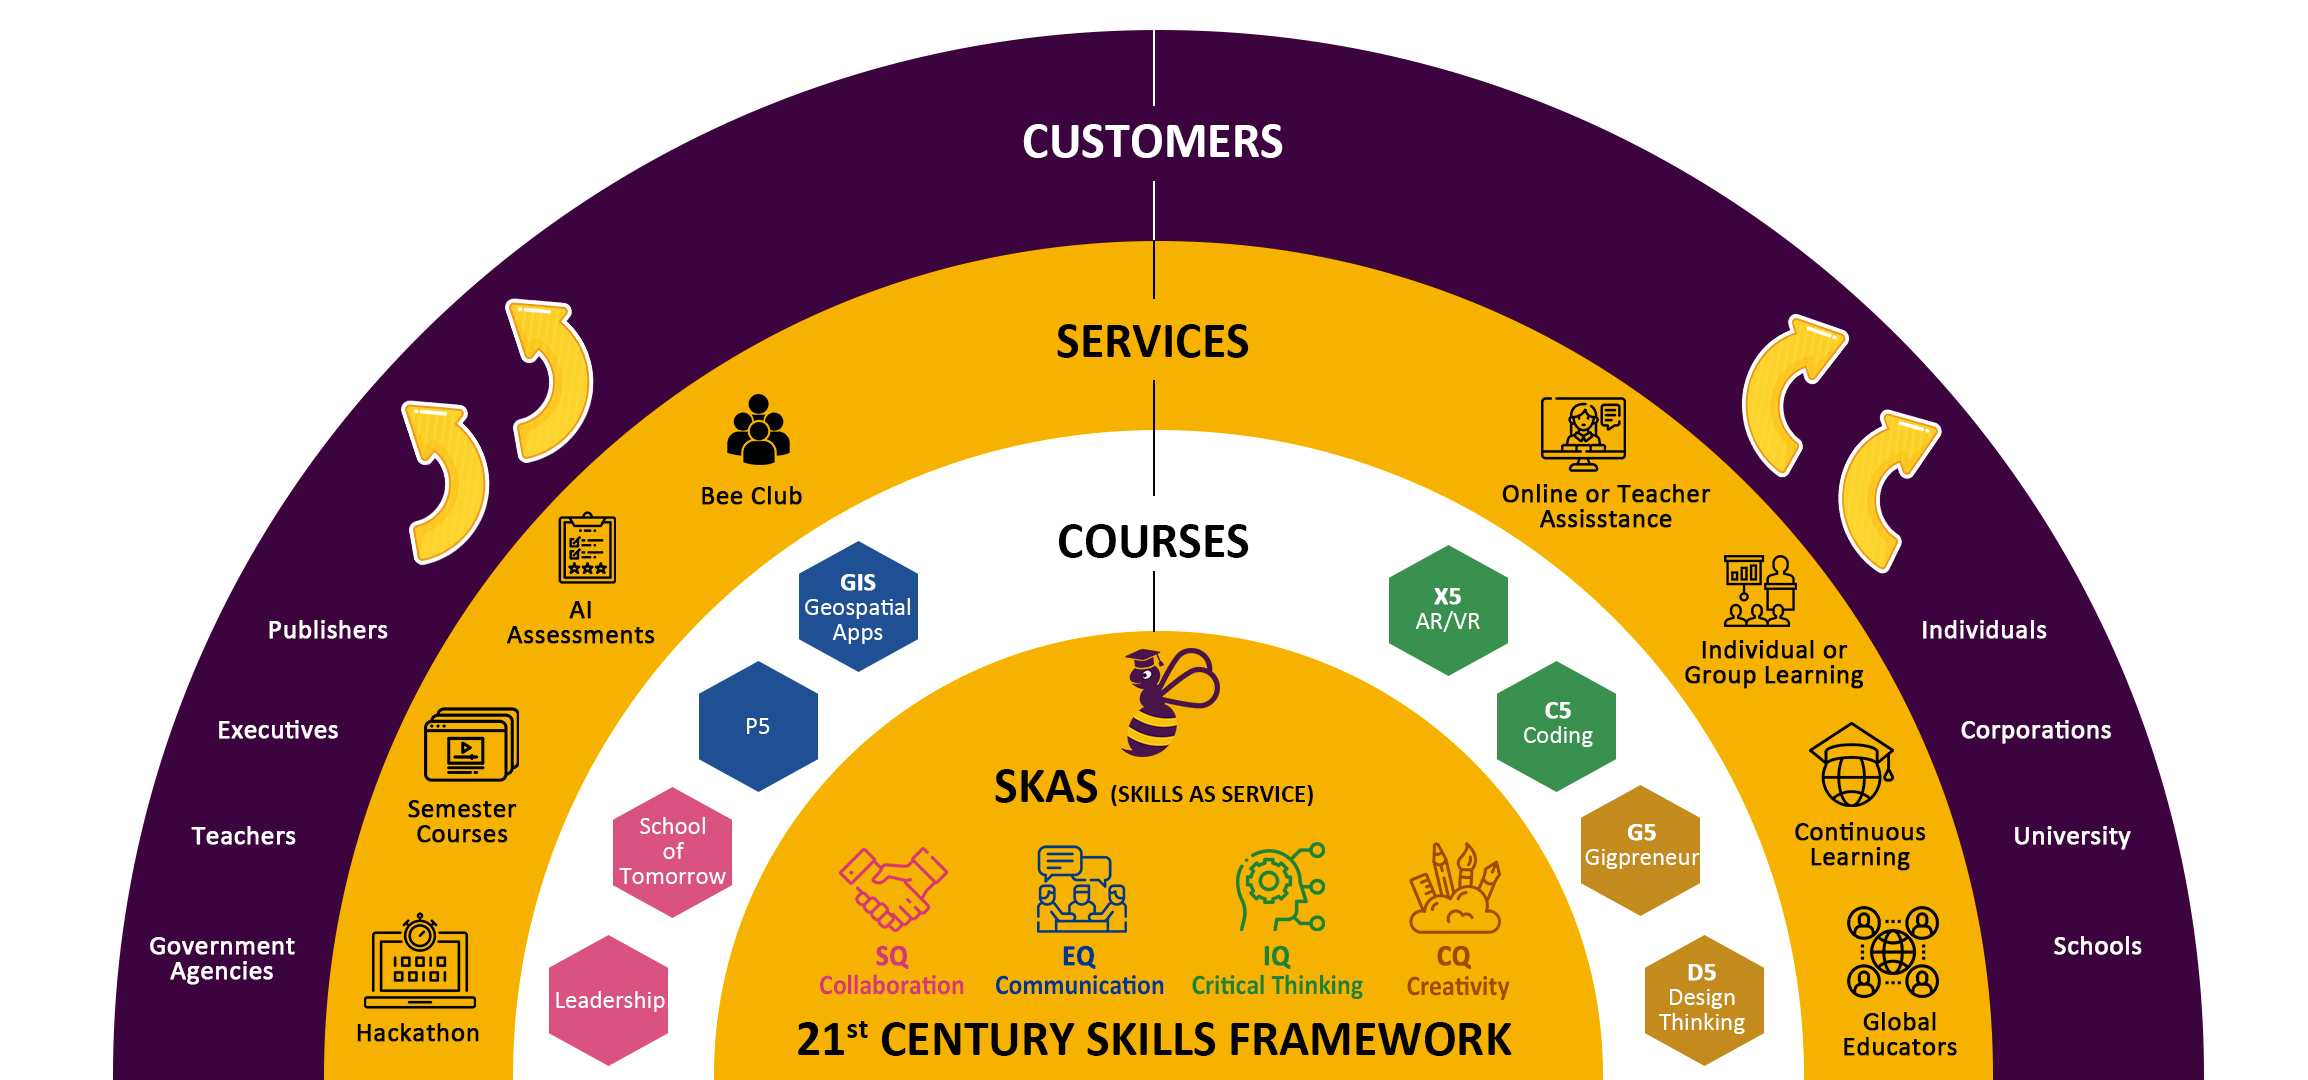 CUSTOMERS
SERVICES
COURSES
Publishers
Executives
Teachers
Government
Agencies
Bee Club
AI
Assessments
Semester
Courses
Hackathon
GIS
Geospatial
Apps
P5
School
of
Tomorrow
Leadership
SKAS (SKILLS AS SERVICE)
SQ
Collaboration
EQ
Communication
IQ
Critical Thinking
CQ
Creativity
21st CENTURY SKILLS FRAMEWORK
X5
AR/VR
C5
Coding
G5
Gigpreneur
D5
Design
Thinking
Online or Teacher
Assisstance
Individual or
Group Learning
Continuous
Learning
Global
Educators
Individuals
Corporations
University
Schools